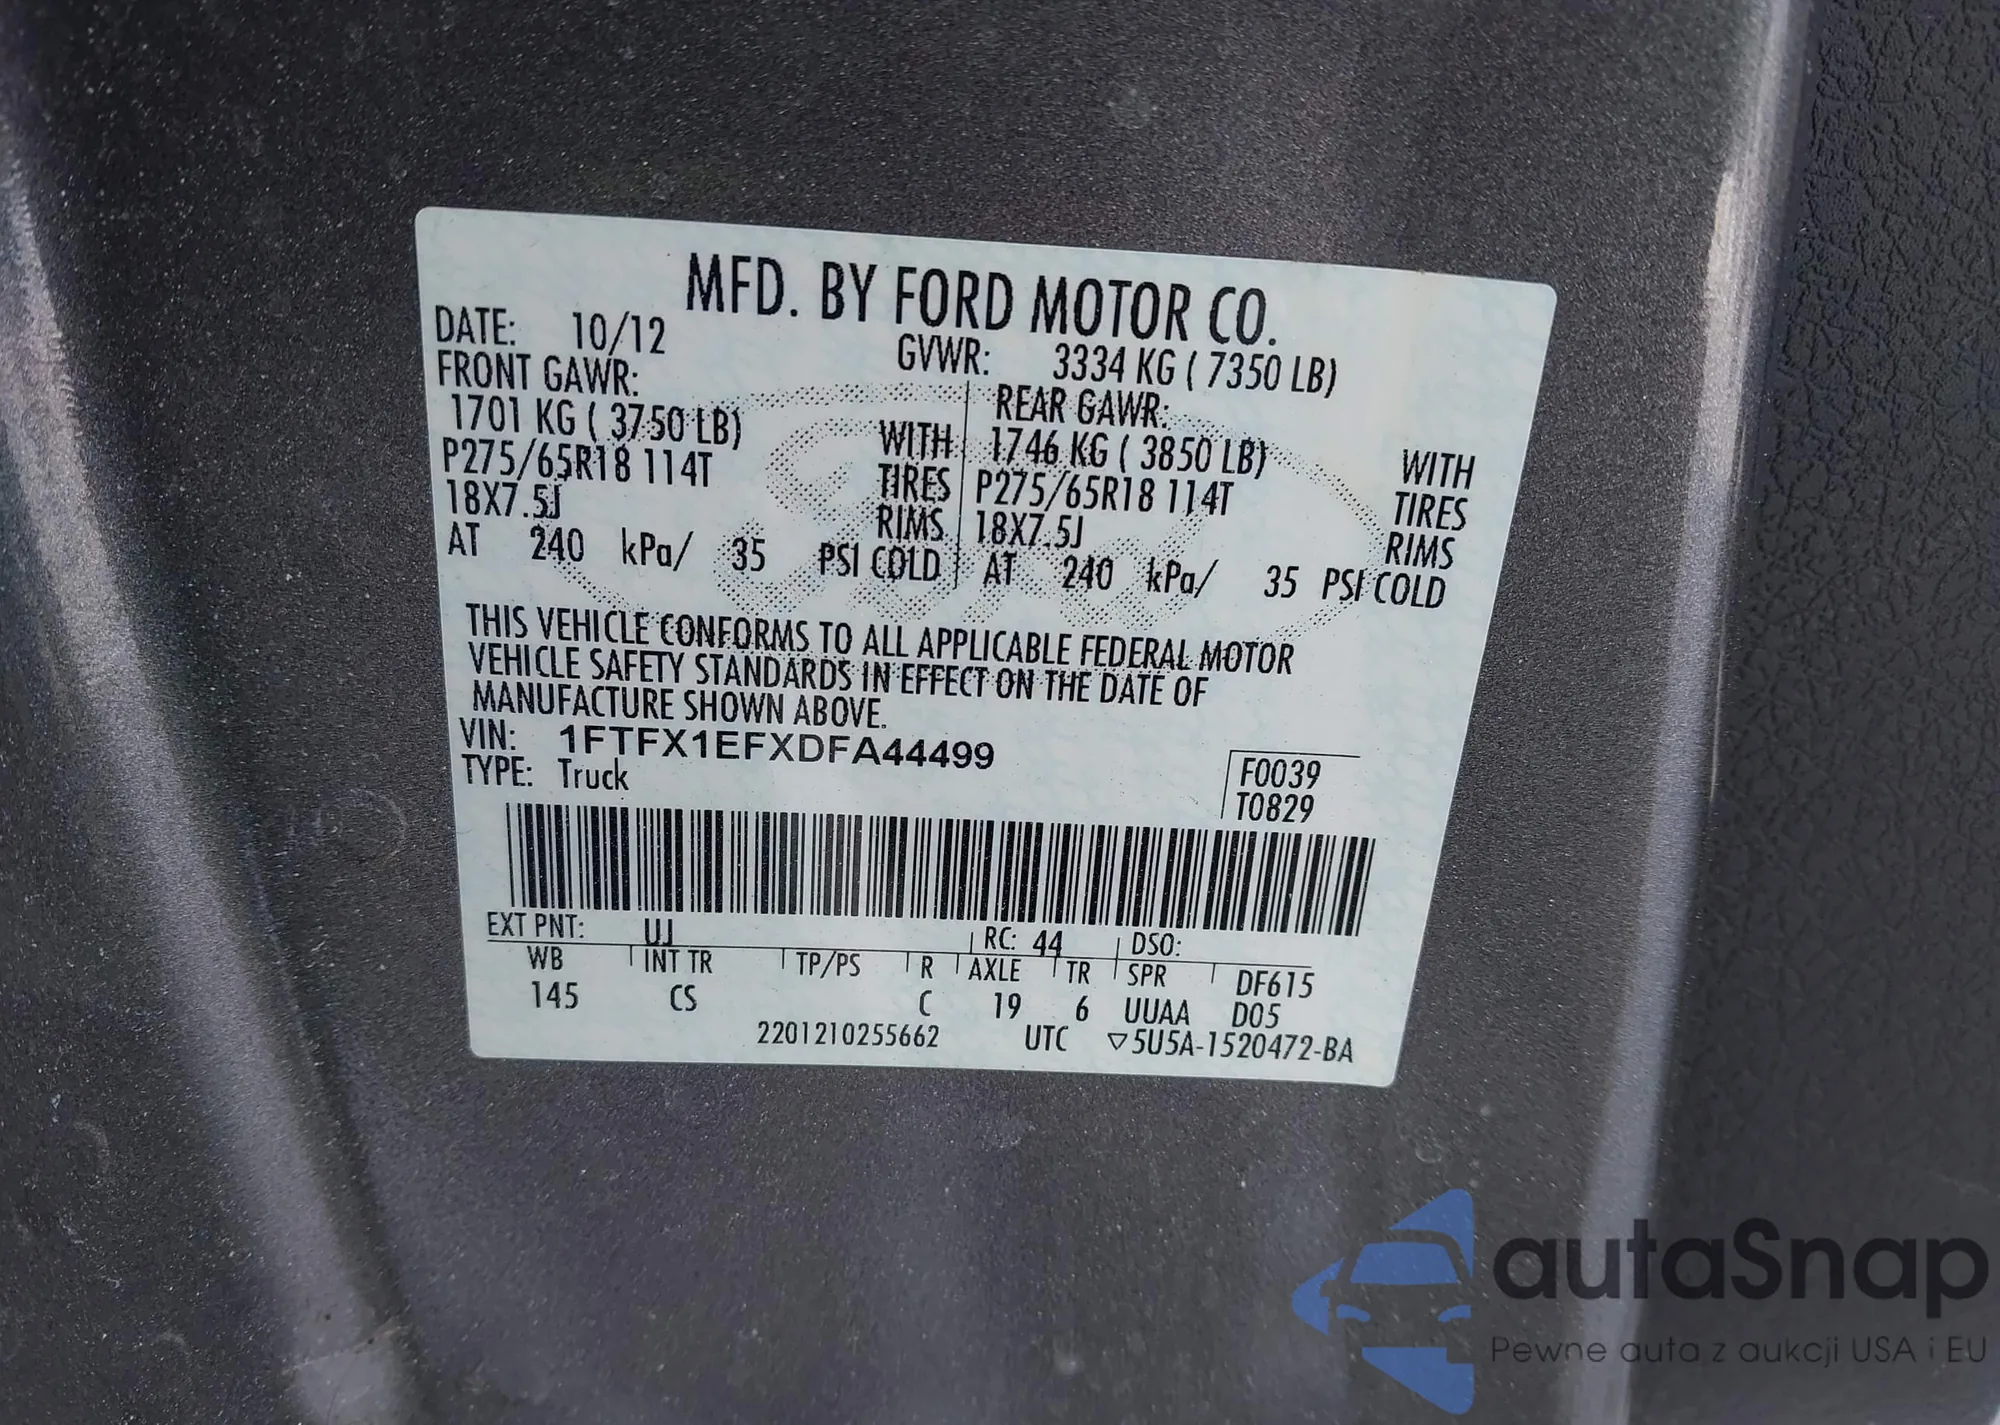 MFD. BY FORD MOTOR CO.
DATE: 10/12 GVWR: 3334 KG ( 7350 LB)
FRONT GAWR: REAR GAWR:
1701 KG ( 3750 LB) WITH 1746 KG ( 3850 LB) WITH
P275/65R18 114T TIRES P275/65R18 114T TIRES
18X7.5J RIMS 18X7.5J RIMS
AT 240 kPa/ 35 PSI COLD AT 240 kPa/ 35 PSI COLD
THIS VEHICLE CONFORMS TO ALL APPLICABLE FEDERAL MOTOR
VEHICLE SAFETY STANDARDS IN EFFECT ON THE DATE OF
MANUFACTURE SHOWN ABOVE.
VIN: 1FTFX1EFXDFA44499
TYPE: Truck
F0039
T0829
EXT PNT: UJ RC: 44 DSO:
WB INT TR TP/PS R AXLE TR SPR DF615
145 CS C 19 6 UUAA D05
2201210255662 UTC ▽5U5A-1520472-BA
autaSnap
Pewne auta z aukcji USA i EU